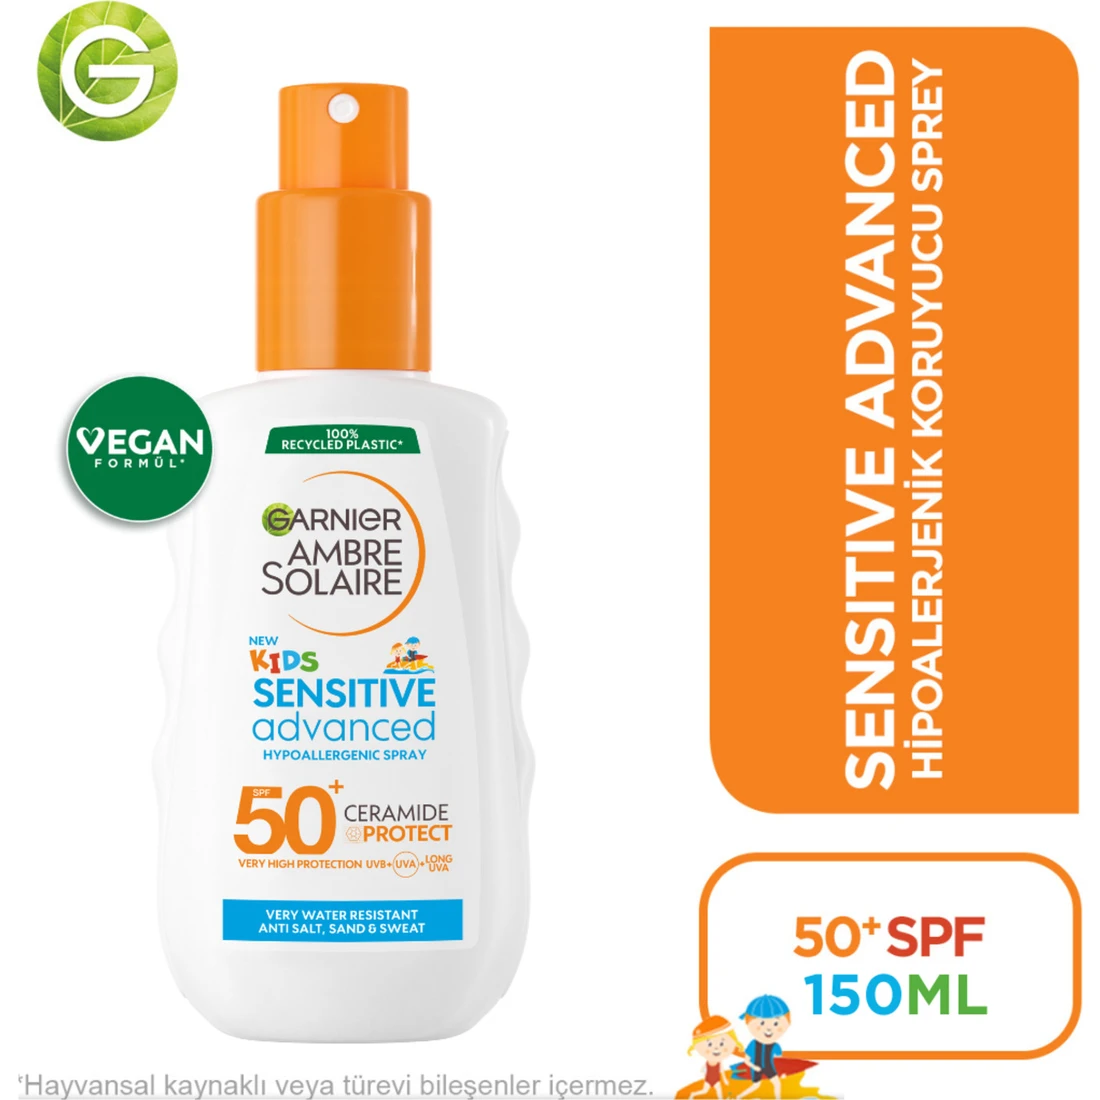 G
VEGAN
FORMÜL*
100%
RECYCLED PLASTIC*
GARNIER
AMBRE
SOLAIRE
NEW
KIDS
SENSITIVE
advanced
HYPOALLERGENIC SPRAY
SPF
50+
CERAMIDE
PROTECT
VERY HIGH PROTECTION UVB+UVA+LONG UVA
VERY WATER RESISTANT
ANTI SALT, SAND & SWEAT
SENSITIVE ADVANCED
HİPOALERJENİK KORUYUCU SPREY
50+ SPF
150ML
*Hayvansal kaynaklı veya türevi bileşenler içermez.